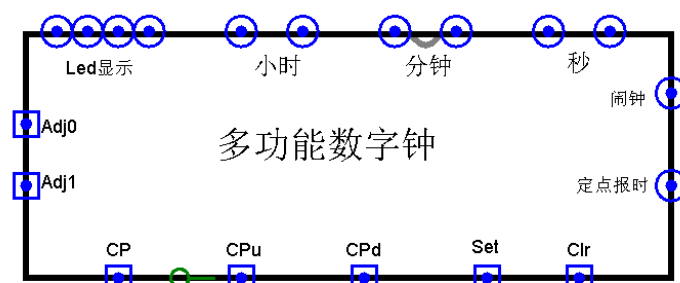 Led显示 小时 分钟 秒
闹钟
Adj0
多功能数字钟
Adj1
定点报时
CP CPu CPd Set Clr